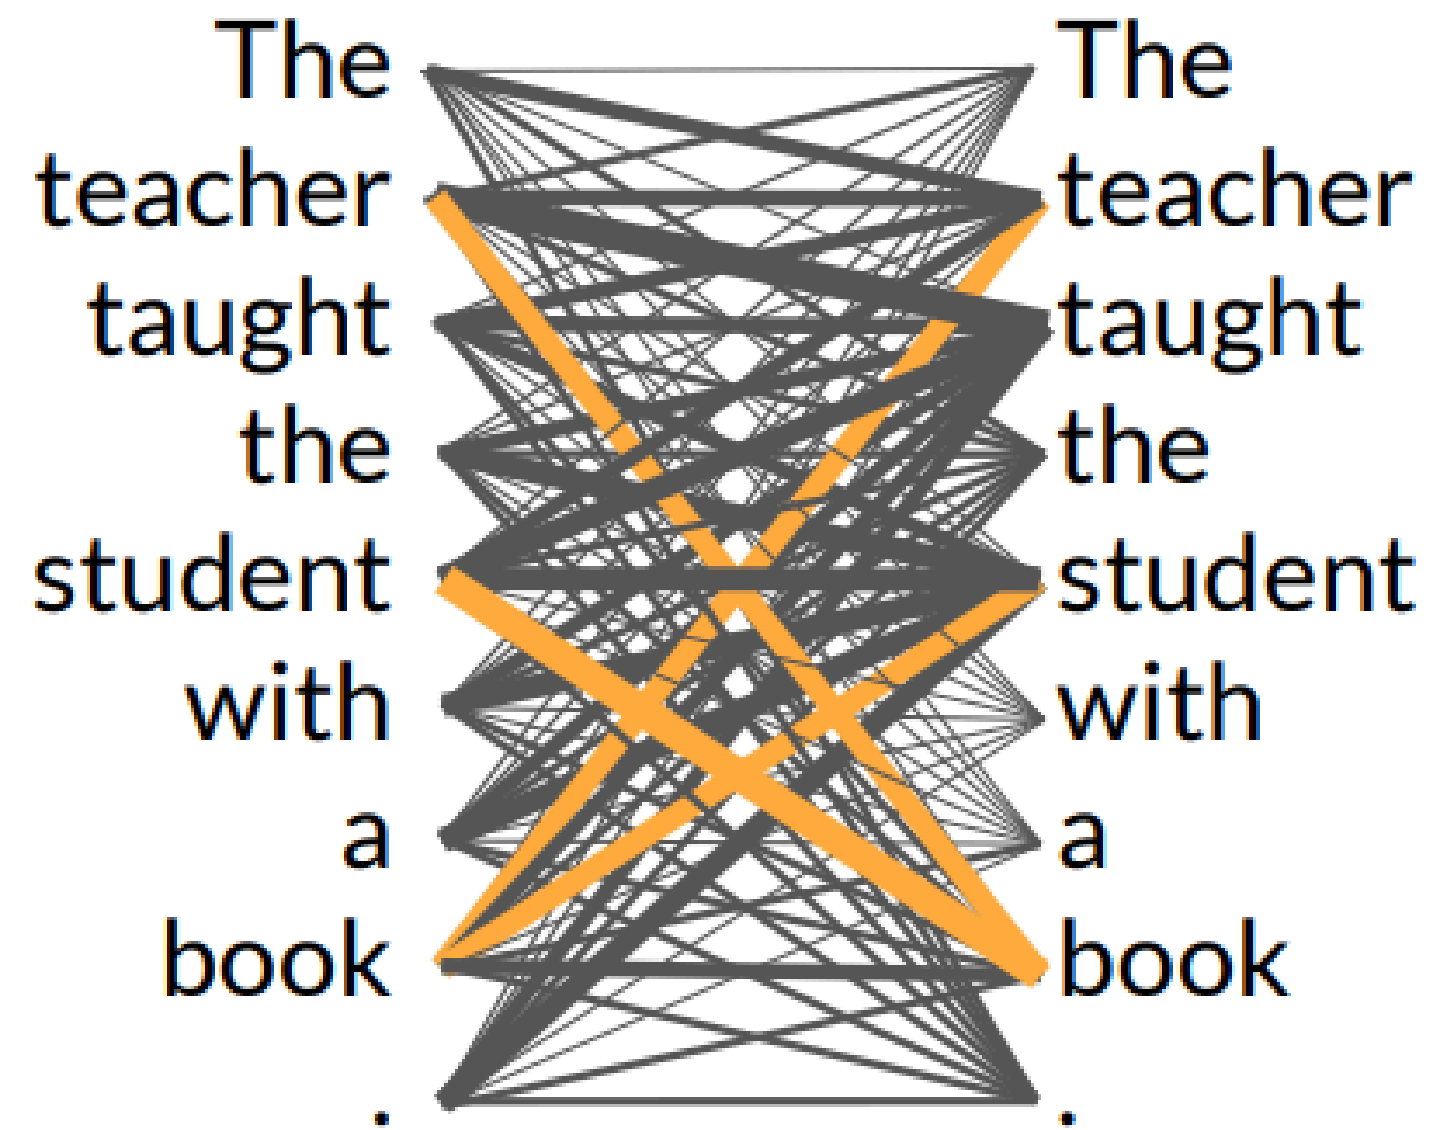 The The
teacher teacher
taught taught
the the
student student
with with
a a
book book
. .